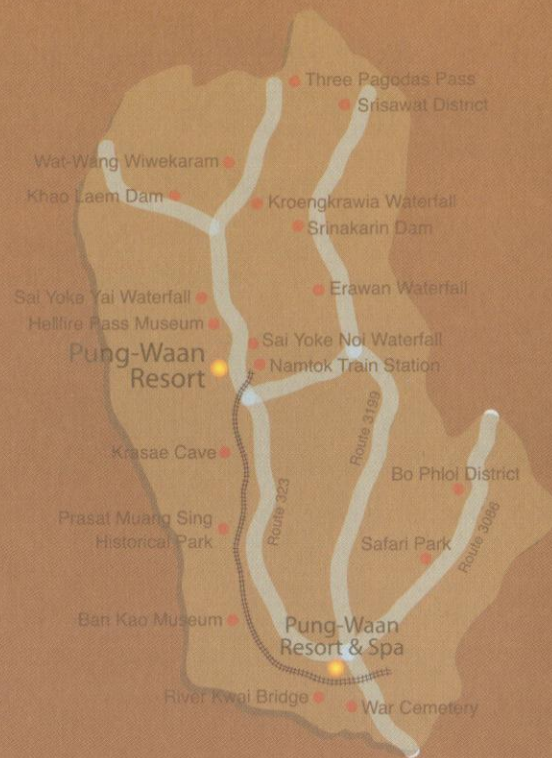 Three Pagodas Pass
Srisawat District
Wat-Wang Wiwekaram
Khao Laem Dam
Kroengkrawia Waterfall
Srinakarin Dam
Erawan Waterfall
Sai Yoke Yai Waterfall
Hellfire Pass Museum
Sai Yoke Noi Waterfall
Pung-Waan
Resort
Namtok Train Station
Route 3199
Krasae Cave
Bo Phloi District
Route 323
Route 3086
Prasat Muang Sing
Historical Park
Safari Park
Ban Kao Museum
Pung-Waan
Resort & Spa
River Kwai Bridge
War Cemetery